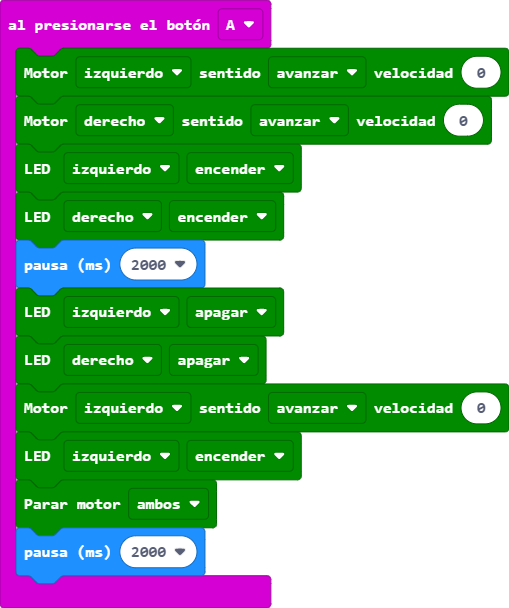 al presionarse el botón A
Motor izquierdo sentido avanzar velocidad 0
Motor derecho sentido avanzar velocidad 0
LED izquierdo encender
LED derecho encender
pausa (ms) 2000
LED izquierdo apagar
LED derecho apagar
Motor izquierdo sentido avanzar velocidad 0
LED izquierdo encender
Parar motor ambos
pausa (ms) 2000